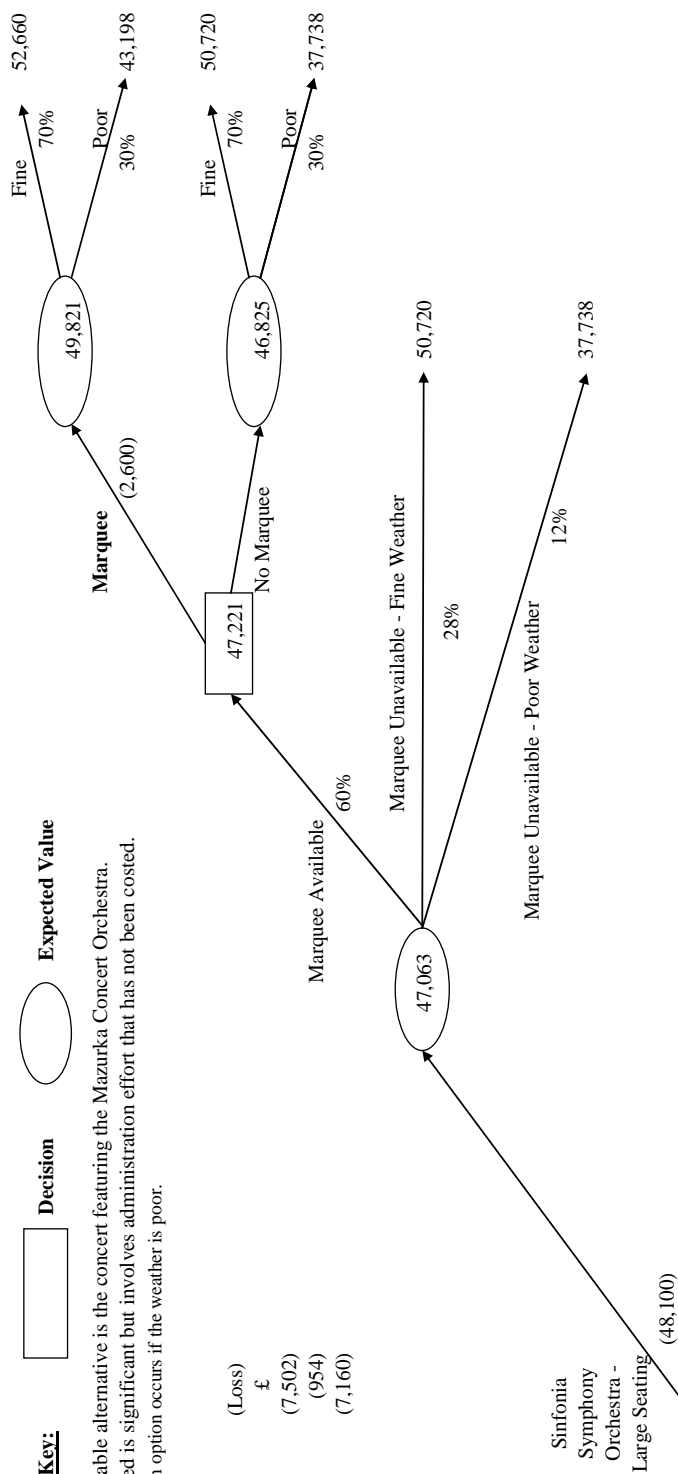 Key:
Decision
Expected Value
able alternative is the concert featuring the Mazurka Concert Orchestra.
ed is significant but involves administration effort that has not been costed.
n option occurs if the weather is poor.
(Loss)
£
(7,502)
(954)
(7,160)
Fine
52,660
70%
49,821
Poor
43,198
30%
Marquee
(2,600)
Fine
50,720
70%
46,825
Poor
37,738
30%
47,221
No Marquee
Marquee Available
60%
Marquee Unavailable - Fine Weather
50,720
28%
47,063
Marquee Unavailable - Poor Weather
12%
37,738
Sinfonia
Symphony
Orchestra -
Large Seating
(48,100)